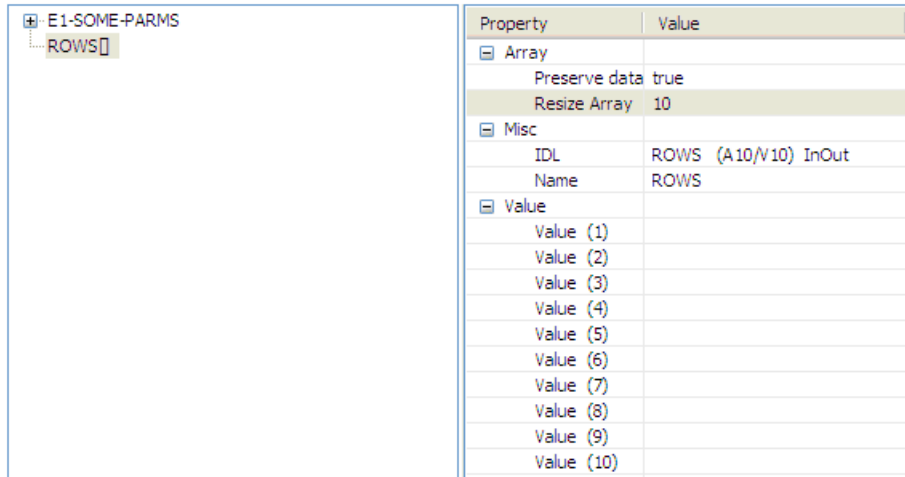 E1-SOME-PARMS
ROWS[]
Property Value
Array
Preserve data true
Resize Array 10
Misc
IDL ROWS (A10/V10) InOut
Name ROWS
Value
Value (1)
Value (2)
Value (3)
Value (4)
Value (5)
Value (6)
Value (7)
Value (8)
Value (9)
Value (10)